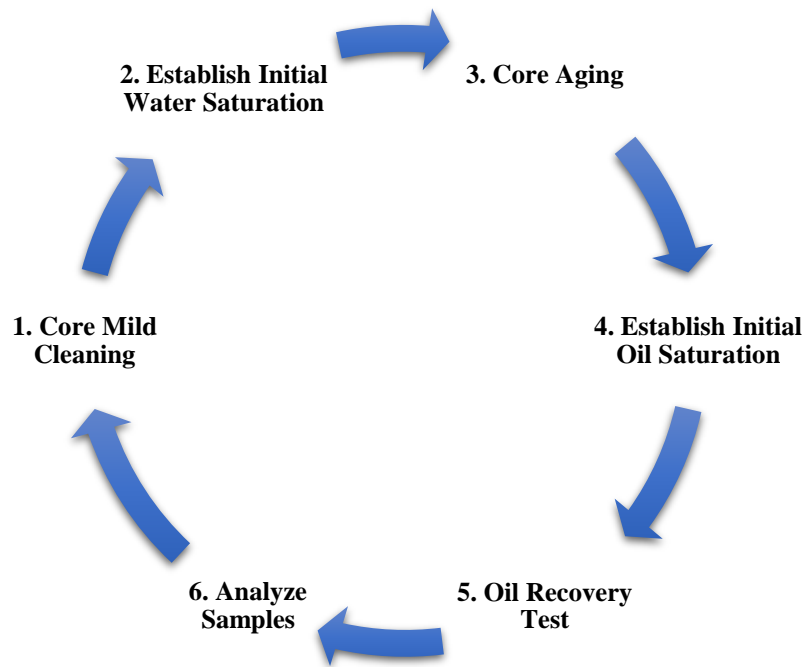 2. Establish Initial
Water Saturation
3. Core Aging
4. Establish Initial
Oil Saturation
5. Oil Recovery
Test
6. Analyze
Samples
1. Core Mild
Cleaning